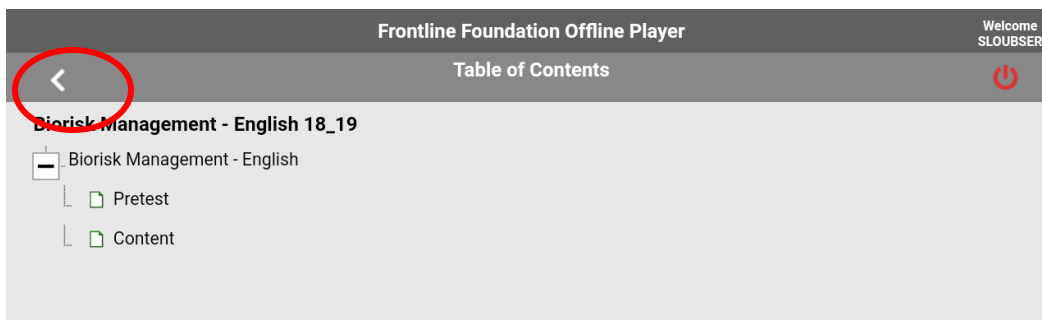 Frontline Foundation Offline Player
Welcome
SLOUBSER
Table of Contents
Biorisk Management - English 18_19
Biorisk Management - English
Pretest
Content